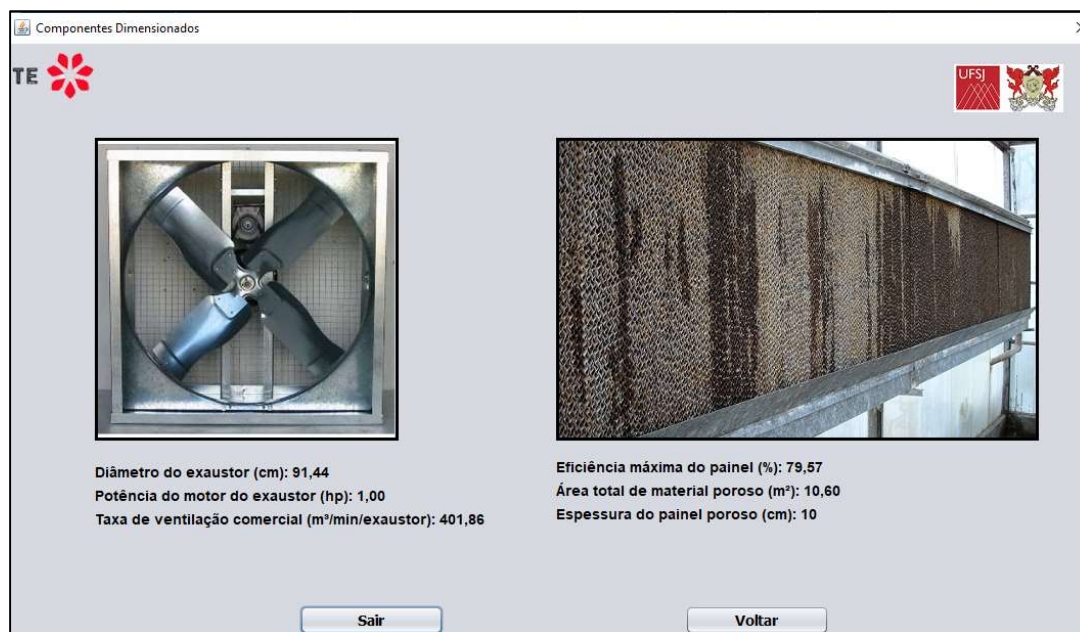 Componentes Dimensionados
TE
UFSJ
Diâmetro do exaustor (cm): 91,44
Potência do motor do exaustor (hp): 1,00
Taxa de ventilação comercial (m³/min/exaustor): 401,86
Eficiência máxima do painel (%): 79,57
Área total de material poroso (m²): 10,60
Espessura do painel poroso (cm): 10
Sair
Voltar